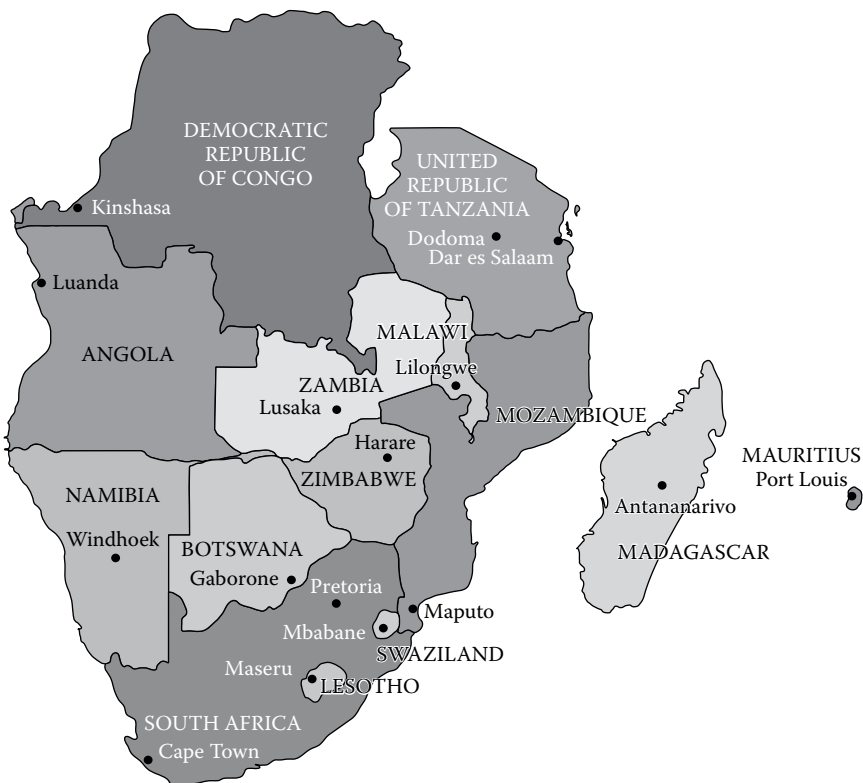 DEMOCRATIC
REPUBLIC
OF CONGO
Kinshasa
UNITED
REPUBLIC
OF TANZANIA
Dodoma
Dar es Salaam
Luanda
ANGOLA
MALAWI
Lilongwe
ZAMBIA
Lusaka
MOZAMBIQUE
Harare
ZIMBABWE
MAURITIUS
Port Louis
NAMIBIA
Windhoek
Antananarivo
MADAGASCAR
BOTSWANA
Gaborone
Pretoria
Maputo
Mbabane
SWAZILAND
Maseru
LESOTHO
SOUTH AFRICA
Cape Town